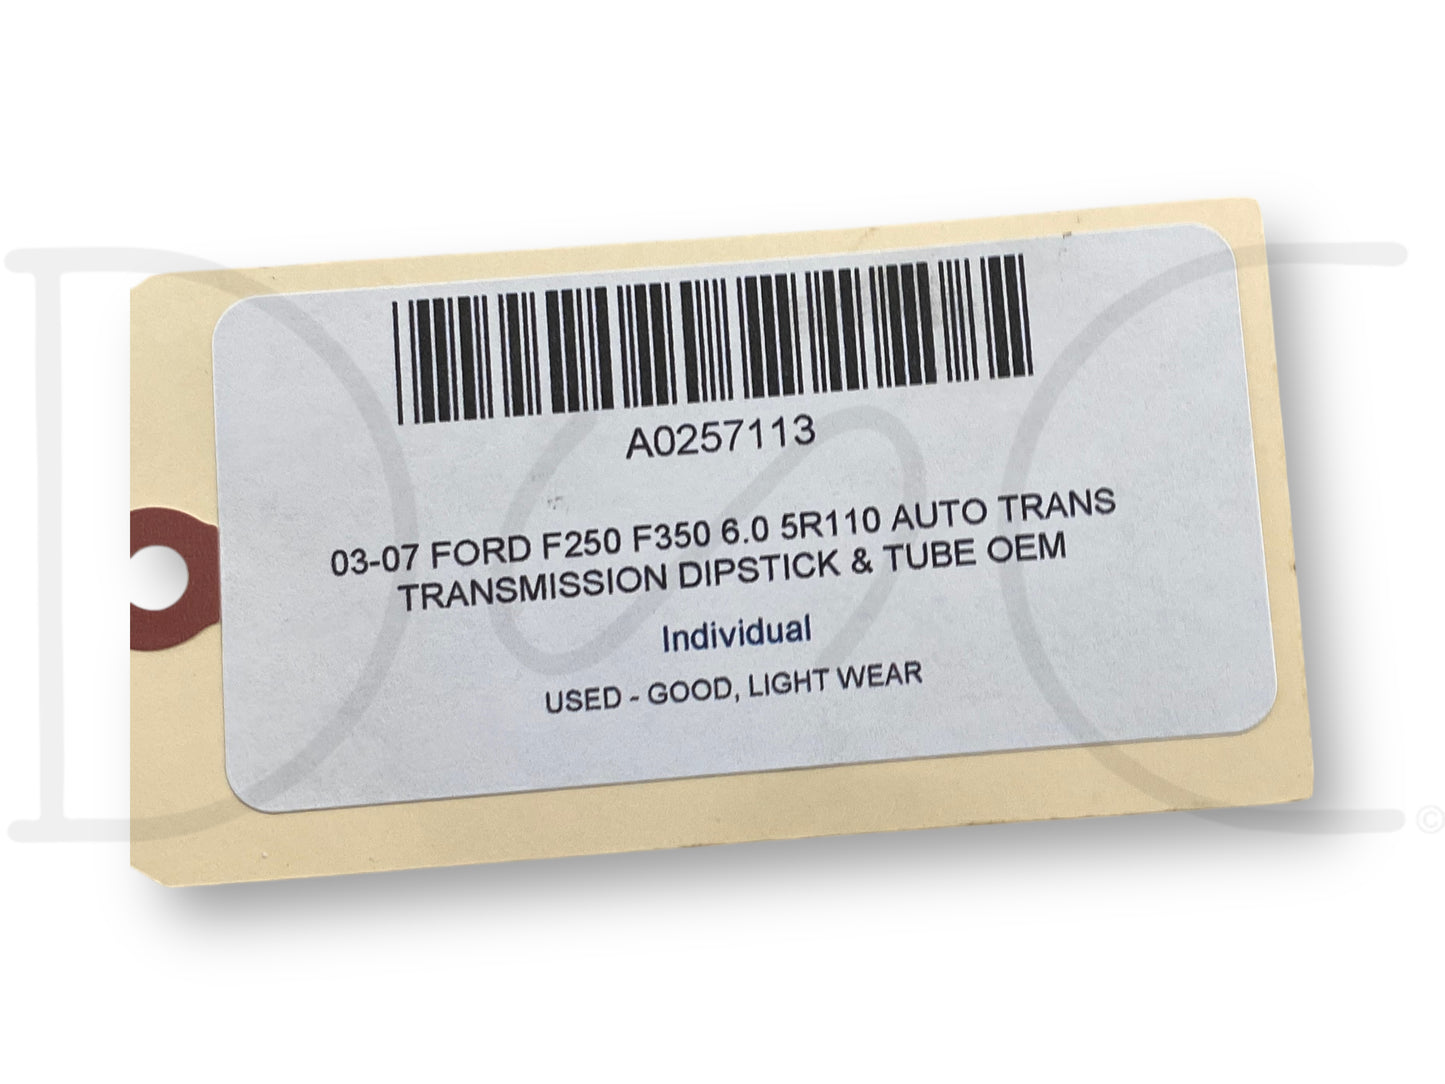 A0257113
03-07 FORD F250 F350 6.0 5R110 AUTO TRANS
TRANSMISSION DIPSTICK & TUBE OEM
Individual
USED - GOOD, LIGHT WEAR
D&C
©